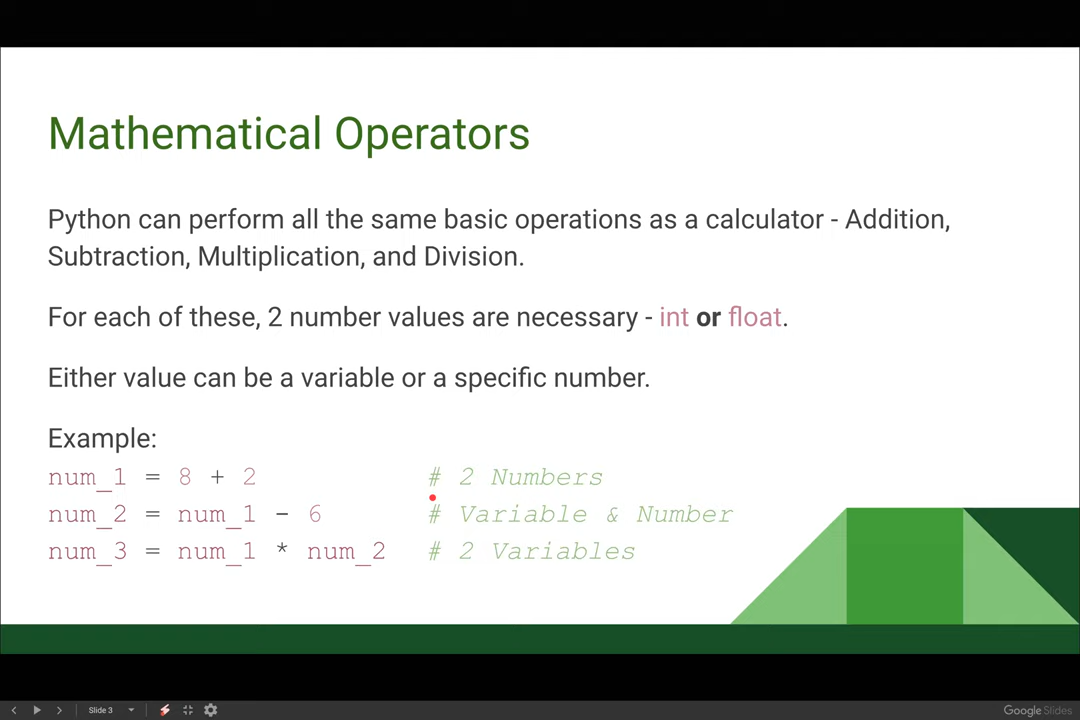 Mathematical Operators
Python can perform all the same basic operations as a calculator - Addition,
Subtraction, Multiplication, and Division.
For each of these, 2 number values are necessary - int or float.
Either value can be a variable or a specific number.
Example:
num_1 = 8 + 2 # 2 Numbers
num_2 = num_1 - 6 # Variable & Number
num_3 = num_1 * num_2 # 2 Variables
Slide 3
Google Slides